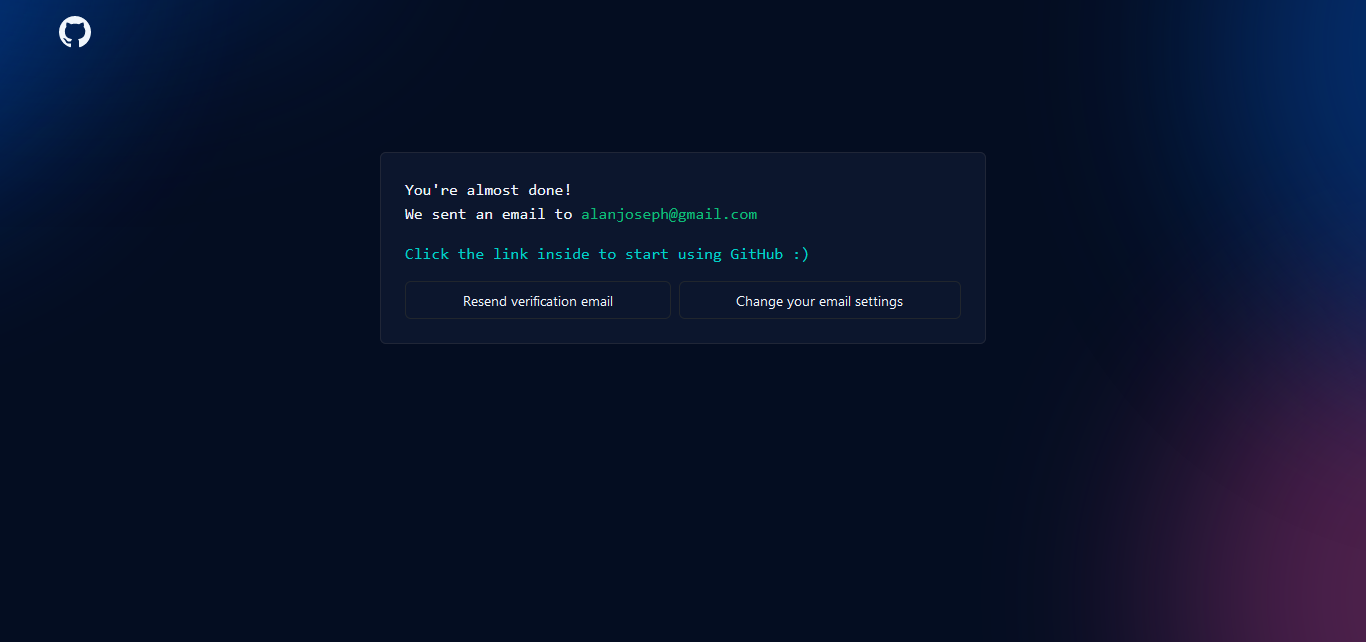 You're almost done!
We sent an email to alanjoseph@gmail.com
Click the link inside to start using GitHub :)
Resend verification email
Change your email settings